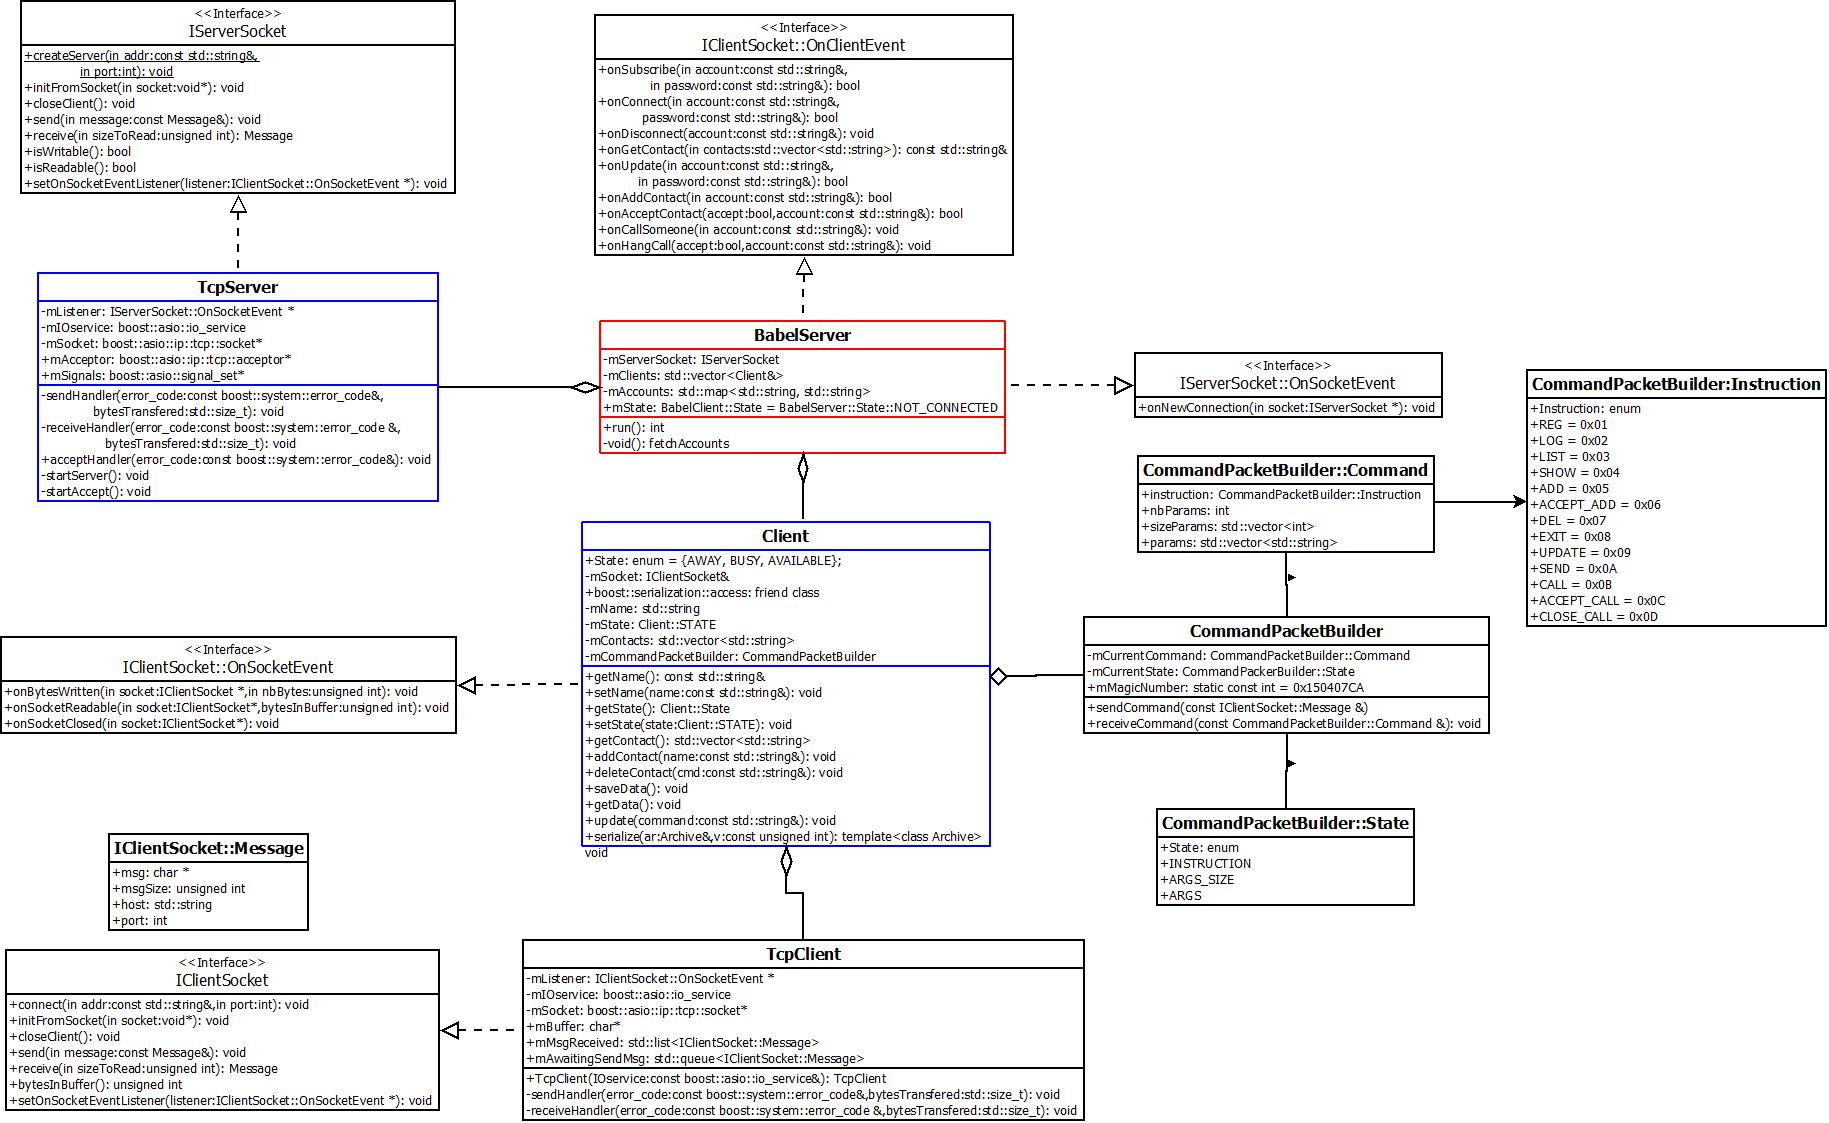 <<Interface>>
IServerSocket
+createServer(in addr:const std::string&,
in port:int): void
+initFromSocket(in socket:void*): void
+closeClient(): void
+send(in message:const Message&): void
+receive(in sizeToRead:unsigned int): Message
+isWritable(): bool
+isReadable(): bool
+setOnSocketEventListener(listener:IClientSocket::OnSocketEvent *): void
<<Interface>>
IClientSocket::OnClientEvent
+onSubscribe(in account:const std::string&,
in password:const std::string&): bool
+onConnect(in account:const std::string&,
password:const std::string&): bool
+onDisconnect(account:const std::string&): void
+onGetContact(in contacts:std::vector<std::string>): const std::string&
+onUpdate(in account:const std::string&,
in password:const std::string&): bool
+onAddContact(in account:const std::string&): bool
+onAcceptContact(accept:bool,account:const std::string&): bool
+onCallSomeone(in account:const std::string&): void
+onHangCall(accept:bool,account:const std::string&): void
TcpServer
-mListener: IServerSocket::OnSocketEvent *
-mIOservice: boost::asio::io_service
-mSocket: boost::asio::ip::tcp::socket*
+mAcceptor: boost::asio::ip::tcp::acceptor*
+mSignals: boost::asio::signal_set*
-sendHandler(error_code:const boost::system::error_code&,
bytesTransfered:std::size_t): void
-receiveHandler(error_code:const boost::system::error_code &,
bytesTransfered:std::size_t): void
+acceptHandler(error_code:const boost::system::error_code&): void
-startServer(): void
-startAccept(): void
BabelServer
-mServerSocket: IServerSocket
-mClients: std::vector<Client&>
-mAccounts: std::map<std::string, std::string>
+mState: BabelClient::State = BabelServer::State::NOT_CONNECTED
+run(): int
-void(): fetchAccounts
<<Interface>>
IServerSocket::OnSocketEvent
+onNewConnection(in socket:IServerSocket *): void
CommandPacketBuilder:Instruction
+Instruction: enum
+REG = 0x01
+LOG = 0x02
+LIST = 0x03
+SHOW = 0x04
+ADD = 0x05
+ACCEPT_ADD = 0x06
+DEL = 0x07
+EXIT = 0x08
+UPDATE = 0x09
+SEND = 0x0A
+CALL = 0x0B
+ACCEPT_CALL = 0x0C
+CLOSE_CALL = 0x0D
CommandPacketBuilder::Command
+instruction: CommandPacketBuilder::Instruction
+nbParams: int
+sizeParams: std::vector<int>
+params: std::vector<std::string>
Client
+State: enum = {AWAY, BUSY, AVAILABLE};
-mSocket: IClientSocket&
+boost::serialization::access: friend class
-mName: std::string
-mState: Client::STATE
-mContacts: std::vector<std::string>
-mCommandPacketBuilder: CommandPacketBuilder
+getName(): const std::string&
+setName(name:const std::string&): void
+getState(): Client::State
+setState(state:Client::STATE): void
+getContact(): std::vector<std::string>
+addContact(name:const std::string&): void
+deleteContact(cmd:const std::string&): void
+saveData(): void
+getData(): void
+update(command:const std::string&): void
+serialize(ar:Archive&,v:const unsigned int): template<class Archive>
void
<<Interface>>
IClientSocket::OnSocketEvent
+onBytesWritten(in socket:IClientSocket *,in nbBytes:unsigned int): void
+onSocketReadable(in socket:IClientSocket*,bytesInBuffer:unsigned int): void
+onSocketClosed(in socket:IClientSocket*): void
CommandPacketBuilder
-mCurrentCommand: CommandPacketBuilder::Command
-mCurrentState: CommandPackerBuilder::State
+mMagicNumber: static const int = 0x150407CA
+sendCommand(const IClientSocket::Message &)
+receiveCommand(const CommandPacketBuilder::Command &): void
CommandPacketBuilder::State
+State: enum
+INSTRUCTION
+ARGS_SIZE
+ARGS
IClientSocket::Message
+msg: char *
+msgSize: unsigned int
+host: std::string
+port: int
<<Interface>>
IClientSocket
+connect(in addr:const std::string&,in port:int): void
+initFromSocket(in socket:void*): void
+closeClient(): void
+send(in message:const Message&): void
+receive(in sizeToRead:unsigned int): Message
+bytesInBuffer(): unsigned int
+setOnSocketEventListener(listener:IClientSocket::OnSocketEvent *): void
TcpClient
-mListener: IClientSocket::OnSocketEvent *
-mIOservice: boost::asio::io_service
-mSocket: boost::asio::ip::tcp::socket*
+mBuffer: char*
+mMsgReceived: std::list<IClientSocket::Message>
+mAwaitingSendMsg: std::queue<IClientSocket::Message>
+TcpClient(IOservice:const boost::asio::io_service&): TcpClient
-sendHandler(error_code:const boost::system::error_code&,bytesTransfered:std::size_t): void
-receiveHandler(error_code:const boost::system::error_code &,bytesTransfered:std::size_t): void